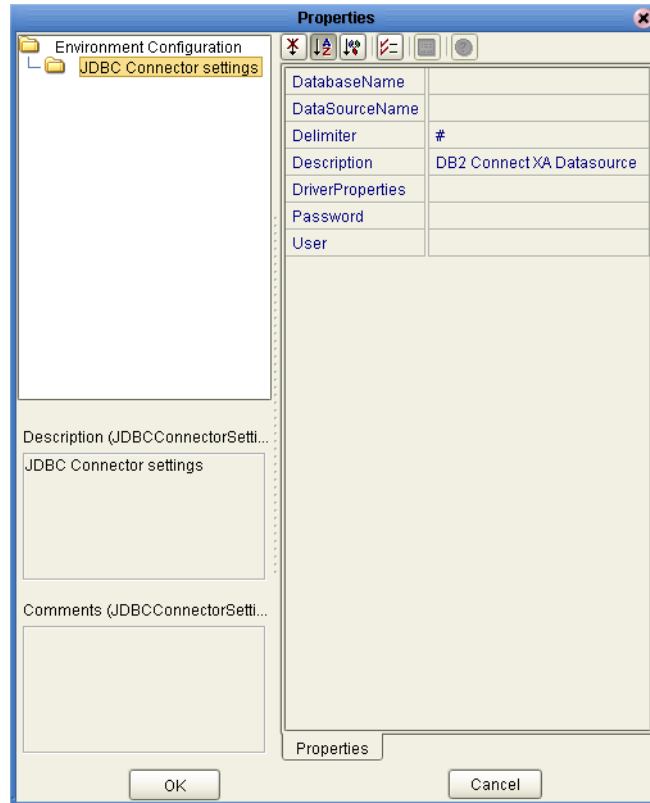 Properties
Environment Configuration
JDBC Connector settings
DatabaseName
DataSourceName
Delimiter #
Description DB2 Connect XA Datasource
DriverProperties
Password
User
Description (JDBCConnectorSetti...
JDBC Connector settings
Comments (JDBCConnectorSetti...
Properties
OK
Cancel